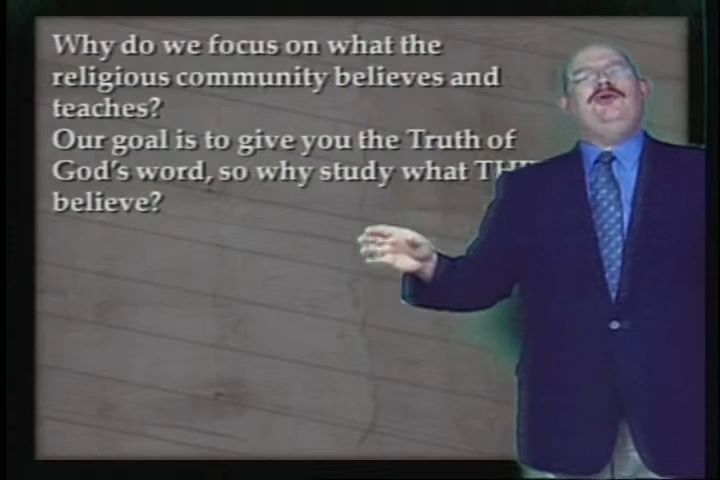 Why do we focus on what the
religious community believes and
teaches?
Our goal is to give you the Truth of
God's word, so why study what
believe?